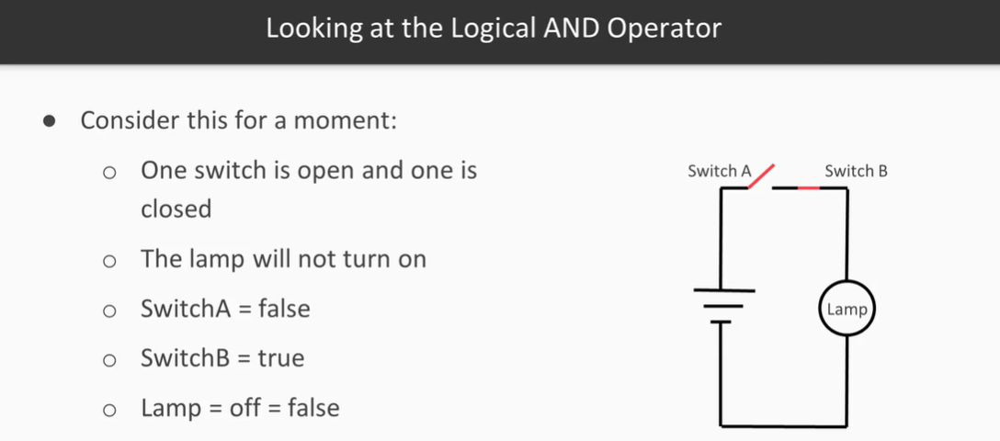 Looking at the Logical AND Operator
● Consider this for a moment:
○ One switch is open and one is
closed
○ The lamp will not turn on
○ SwitchA = false
○ SwitchB = true
○ Lamp = off = false
Switch A
Switch B
Lamp